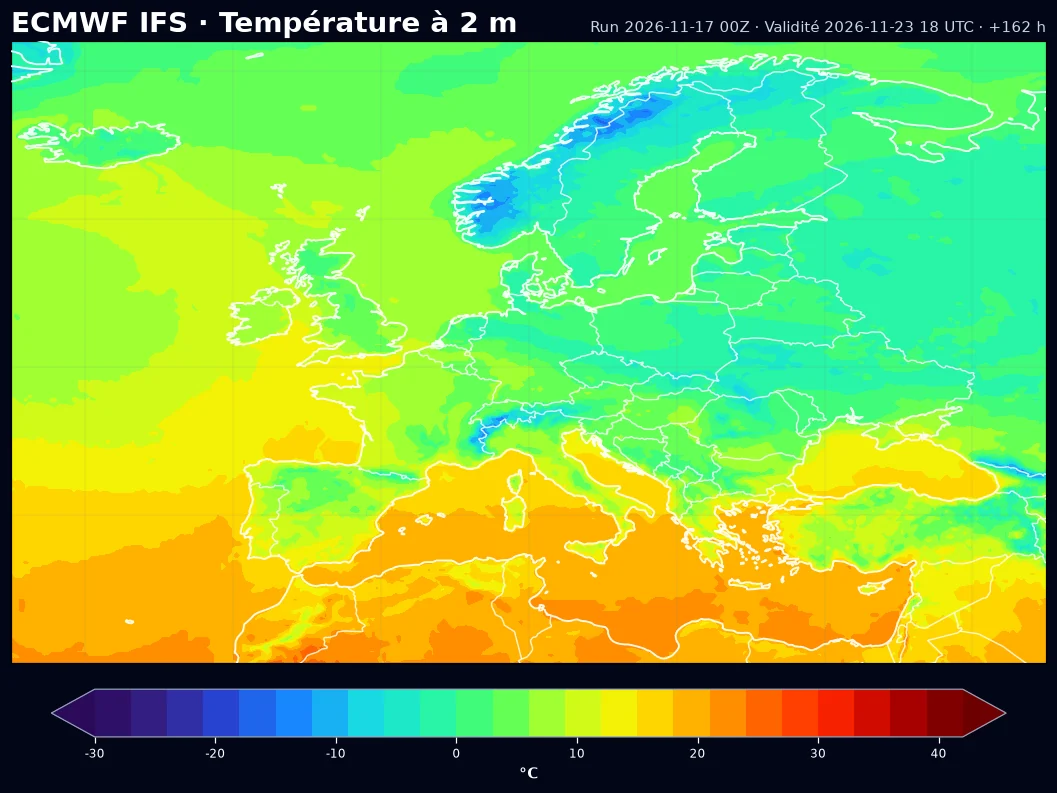 ECMWF IFS · Température à 2 m
Run 2026-11-17 00Z · Validité 2026-11-23 18 UTC · +162 h
-30 -20 -10 0 10 20 30 40
°C